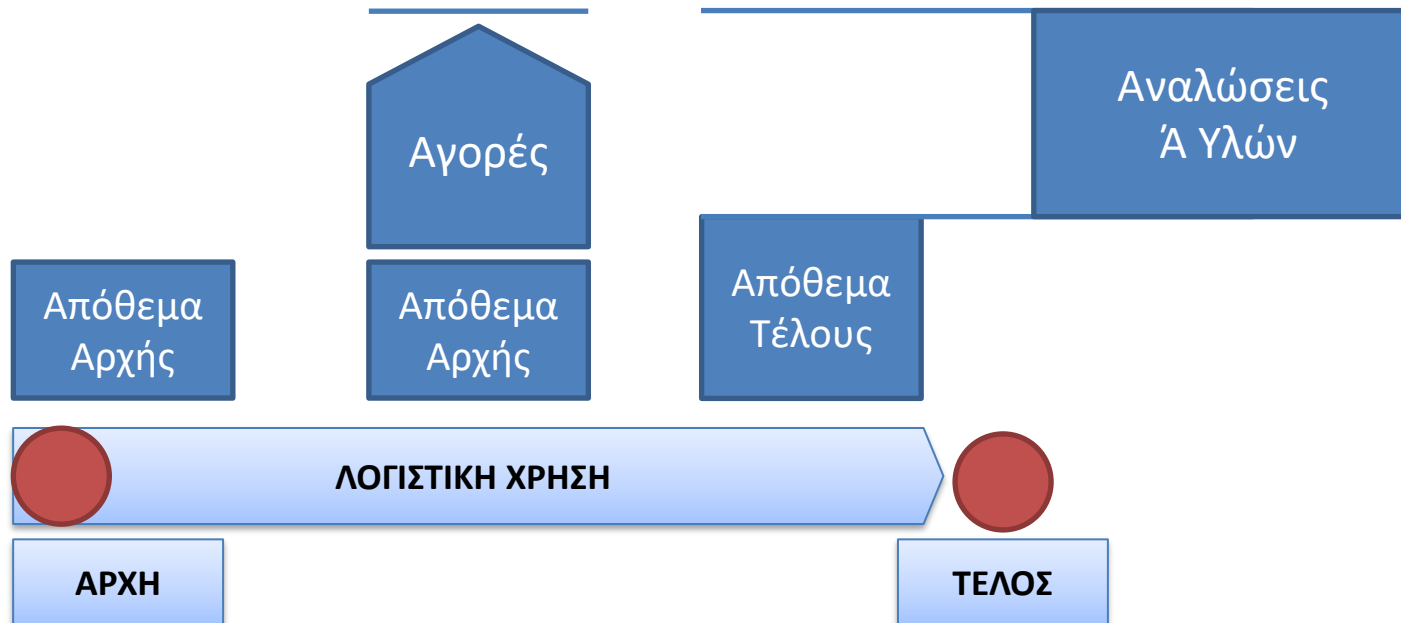 Αναλώσεις
Ά Υλών
Αγορές
Απόθεμα
Αρχής
Απόθεμα
Αρχής
Απόθεμα
Τέλους
ΛΟΓΙΣΤΙΚΗ ΧΡΗΣΗ
ΑΡΧΗ
ΤΕΛΟΣ